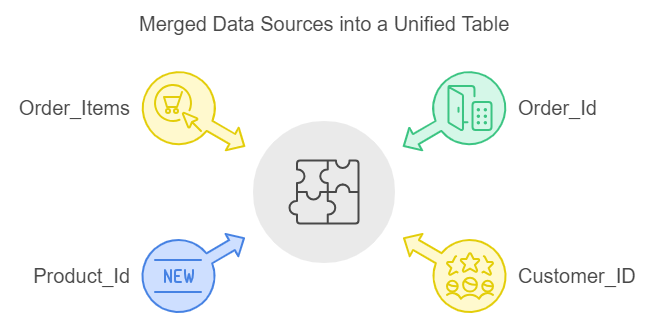 Merged Data Sources into a Unified Table
Order_Items
Order_Id
Product_Id
NEW
Customer_ID